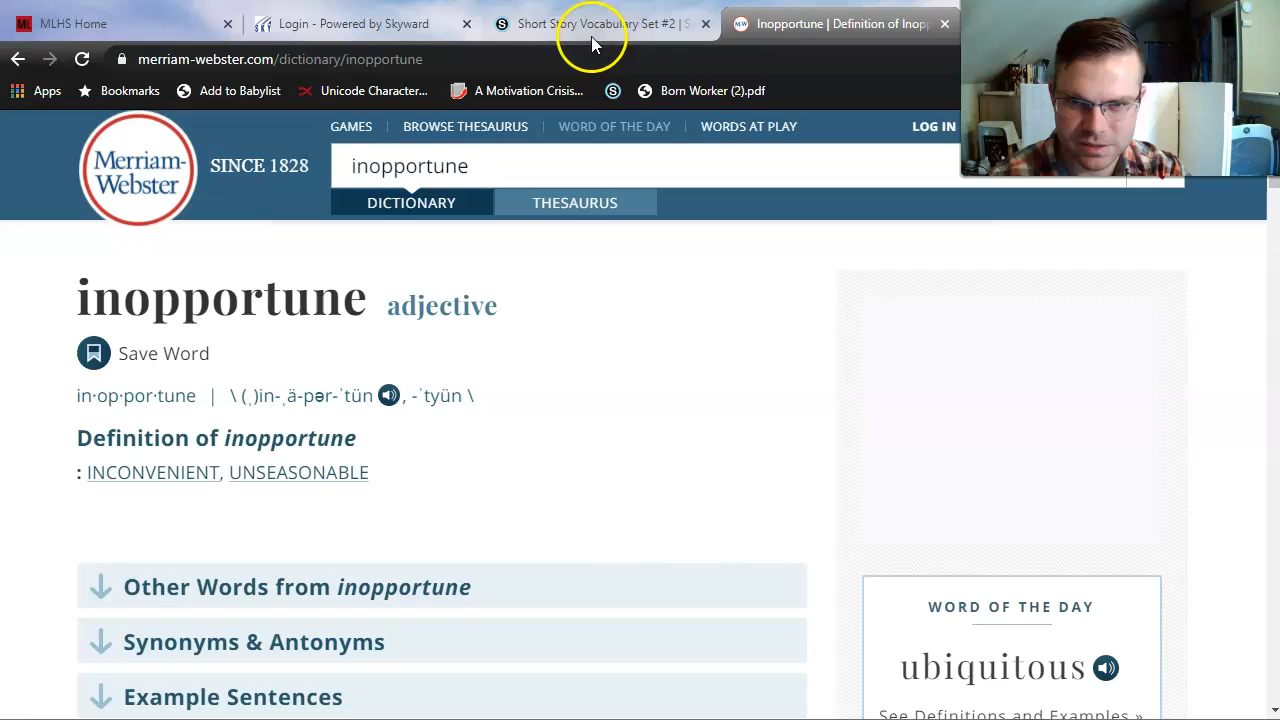 MLHS Home
Login - Powered by Skyward
Short Story Vocabulary Set #2 | S
Inopportune | Definition of Inopp
merriam-webster.com/dictionary/inopportune
Apps
Bookmarks
Add to Babylist
Unicode Character...
A Motivation Crisis...
Born Worker (2).pdf
GAMES
BROWSE THESAURUS
WORD OF THE DAY
WORDS AT PLAY
LOG IN
Merriam-
Webster
SINCE 1828
inopportune
DICTIONARY
THESAURUS
inopportune adjective
Save Word
in·op·por·tune | \ (ˌ)in-ˌä-pər-ˈtün , -ˈtyün \
Definition of inopportune
: INCONVENIENT, UNSEASONABLE
Other Words from inopportune
Synonyms & Antonyms
Example Sentences
WORD OF THE DAY
ubiquitous
See Definitions and Examples »